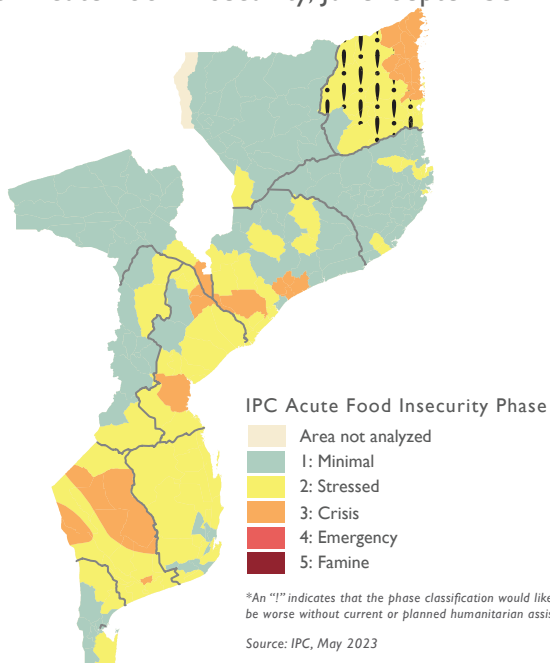 IPC Acute Food Insecurity Phase
Area not analyzed
1: Minimal
2: Stressed
3: Crisis
4: Emergency
5: Famine
*An “!” indicates that the phase classification would
be worse without current or planned humanitarian
Source: IPC, May 2023